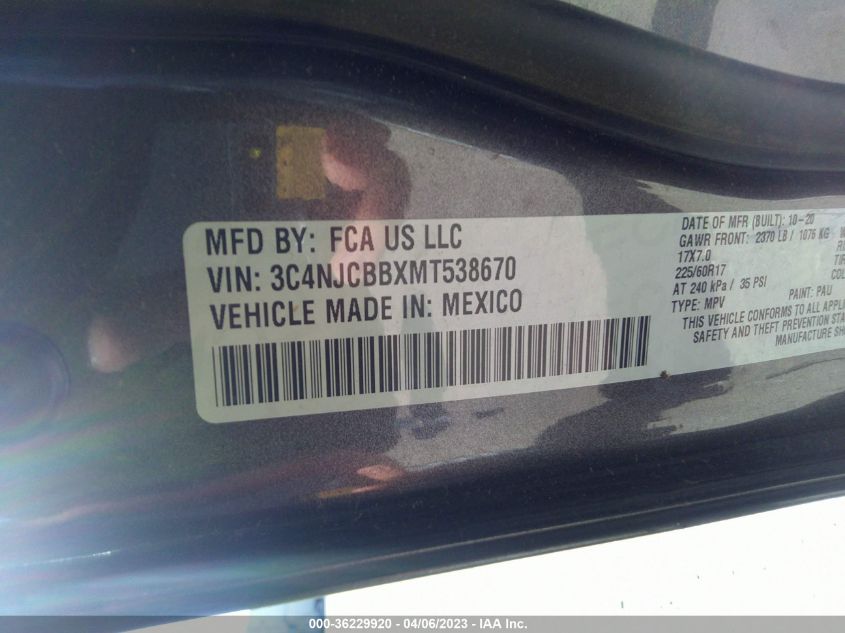 MFD BY: FCA US LLC
VIN: 3C4NJCBBXMT538670
VEHICLE MADE IN: MEXICO
DATE OF MFR (BUILT): 10-20
GAWR FRONT: 2370 LB / 1076 KG
17X7.0
225/60R17
AT 240 kPa / 35 PSI
TYPE: MPV PAINT: PAU
THIS VEHICLE CONFORMS TO ALL
SAFETY AND THEFT PREVENTION
MANUFACTURE
000-36229920 - 04/06/2023 - IAA Inc.